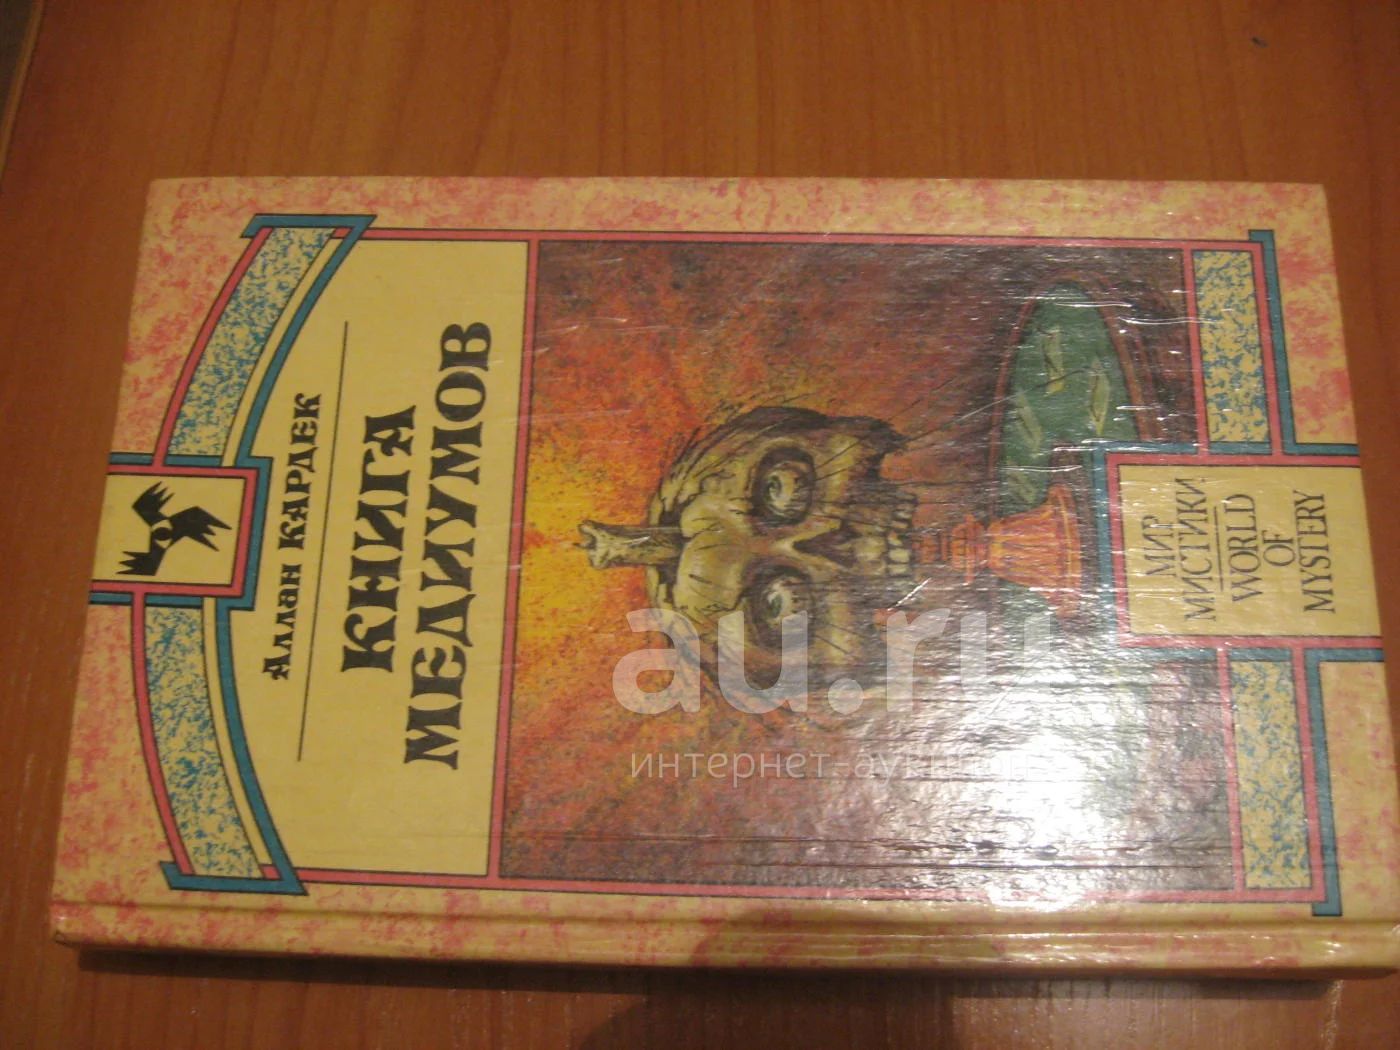 Аллан Кардек
КНИГА
МЕДИУМОВ
МИР
МИСТИКИ
WORLD
OF
MYSTERY
au.ru
интернет-аукцион